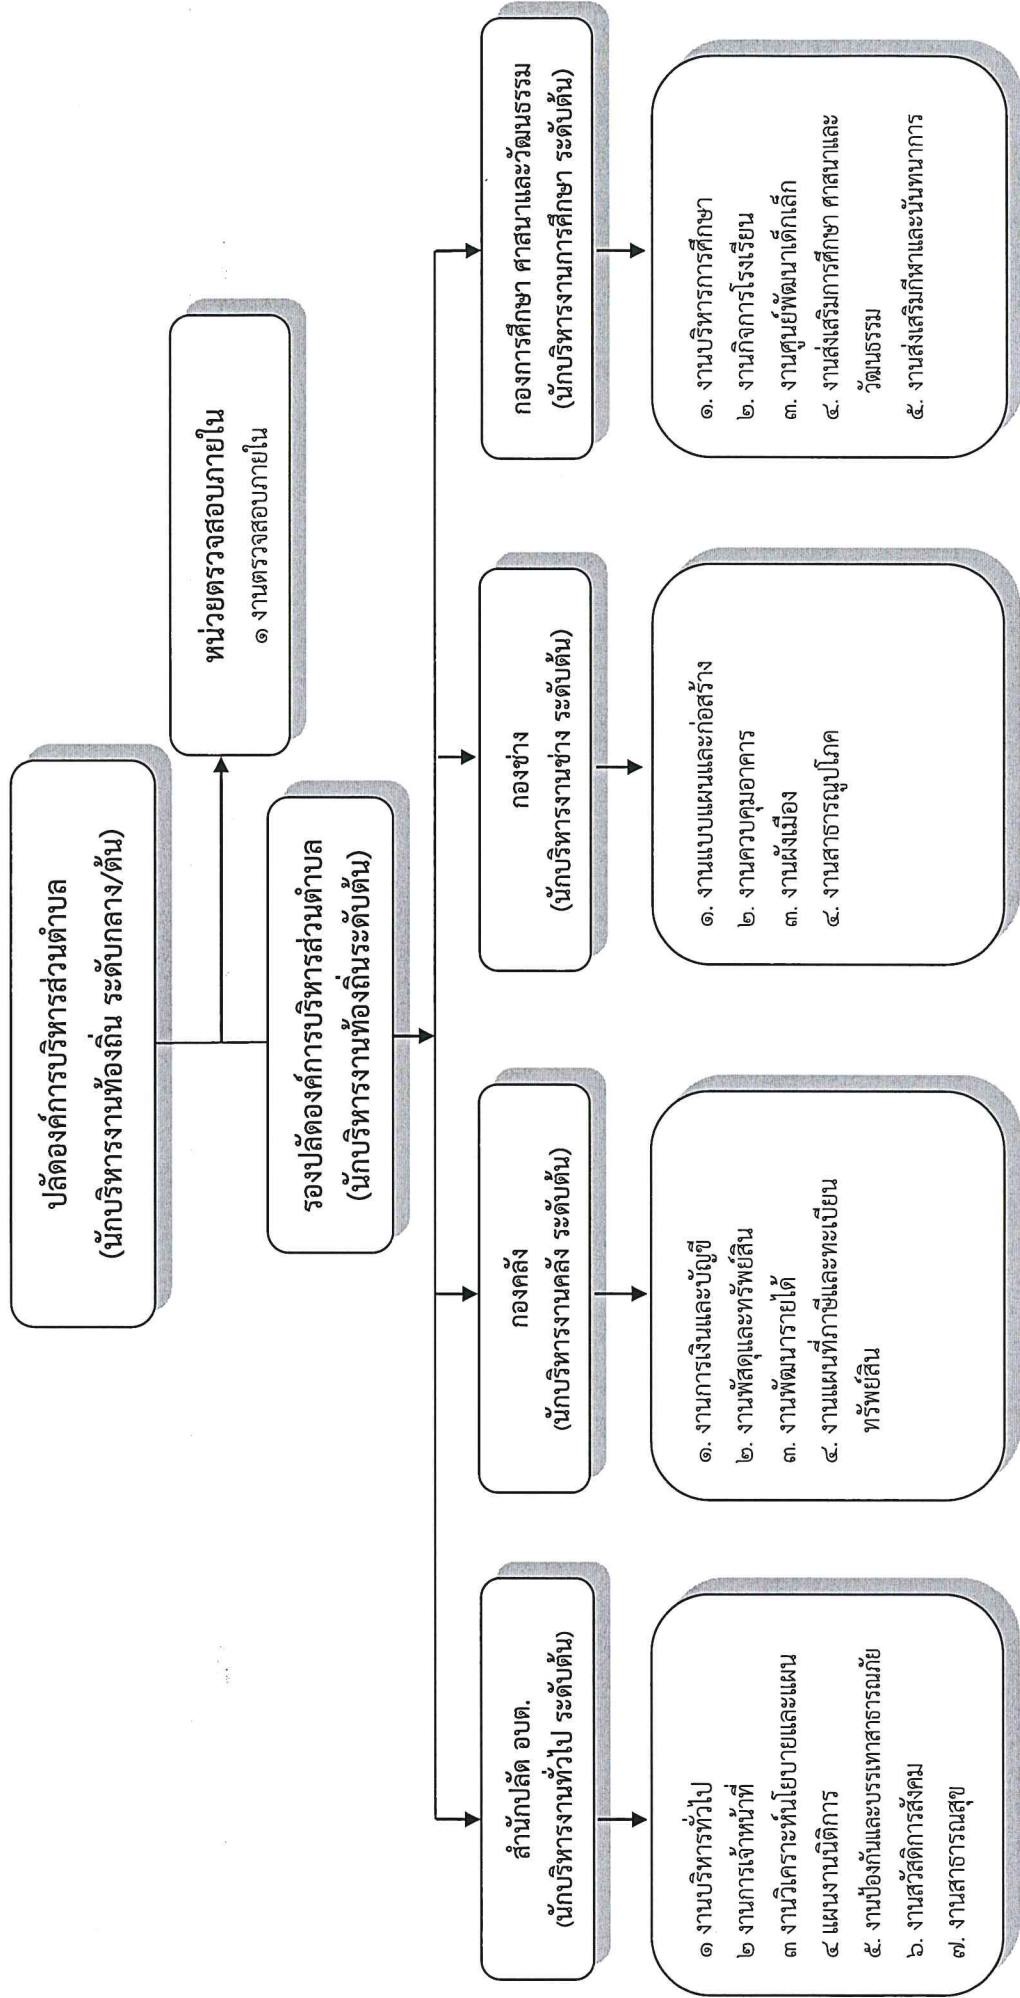 ปลัดองค์การบริหารส่วนตำบล
(นักบริหารงานท้องถิ่น ระดับกลาง/ต้น)
หน่วยตรวจสอบภายใน
๑ งานตรวจสอบภายใน
รองปลัดองค์การบริหารส่วนตำบล
(นักบริหารงานท้องถิ่นระดับต้น)
สำนักปลัด อบต.
(นักบริหารงานทั่วไป ระดับต้น)
๑ งานบริหารทั่วไป
๒ งานการเจ้าหน้าที่
๓ งานวิเคราะห์นโยบายและแผน
๔ แผนงานนิติการ
๕. งานป้องกันและบรรเทาสาธารณภัย
๖. งานสวัสดิการสังคม
๗. งานสาธารณสุข
กองคลัง
(นักบริหารงานคลัง ระดับต้น)
๑. งานการเงินและบัญชี
๒. งานพัสดุและทรัพย์สิน
๓. งานพัฒนารายได้
๔. งานแผนที่ภาษีและทะเบียน
ทรัพย์สิน
กองช่าง
(นักบริหารงานช่าง ระดับต้น)
๑. งานแบบแผนและก่อสร้าง
๒. งานควบคุมอาคาร
๓. งานผังเมือง
๔. งานสาธารณูปโภค
กองการศึกษา ศาสนาและวัฒนธรรม
(นักบริหารงานการศึกษา ระดับต้น)
๑. งานบริหารการศึกษา
๒. งานกิจการโรงเรียน
๓. งานศูนย์พัฒนาเด็กเล็ก
๔. งานส่งเสริมการศึกษา ศาสนาและ
วัฒนธรรม
๕. งานส่งเสริมกีฬาและนันทนาการ